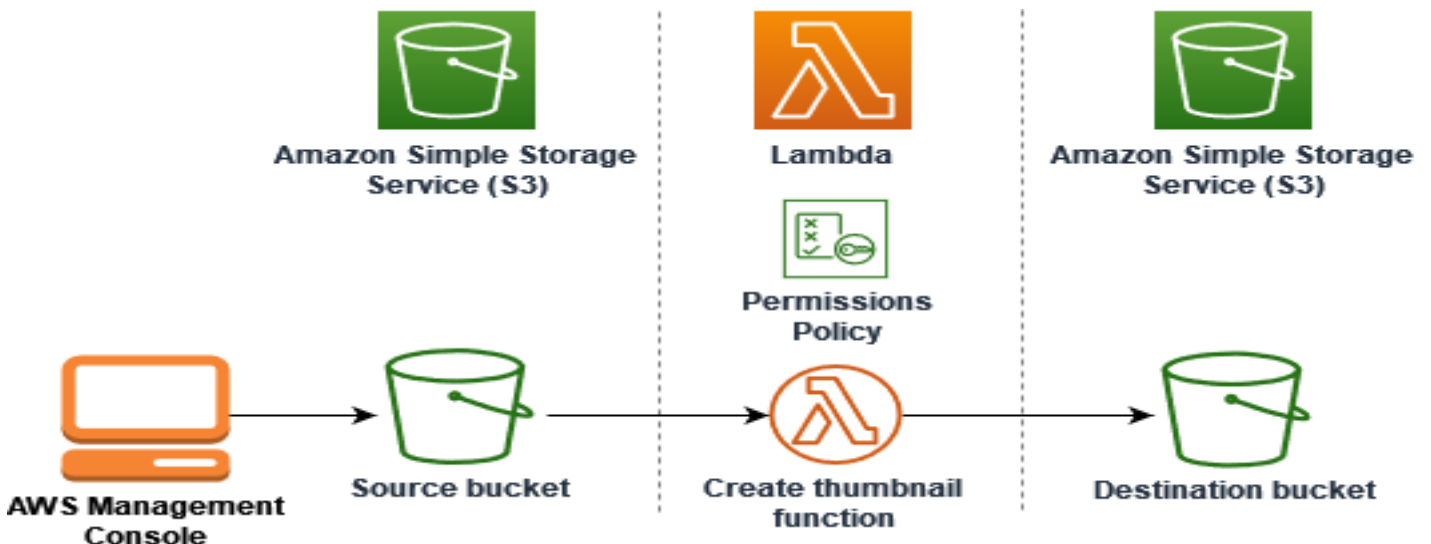 Amazon Simple Storage
Service (S3)
Lambda
Amazon Simple Storage
Service (S3)
Permissions
Policy
AWS Management
Console
Source bucket
Create thumbnail
function
Destination bucket